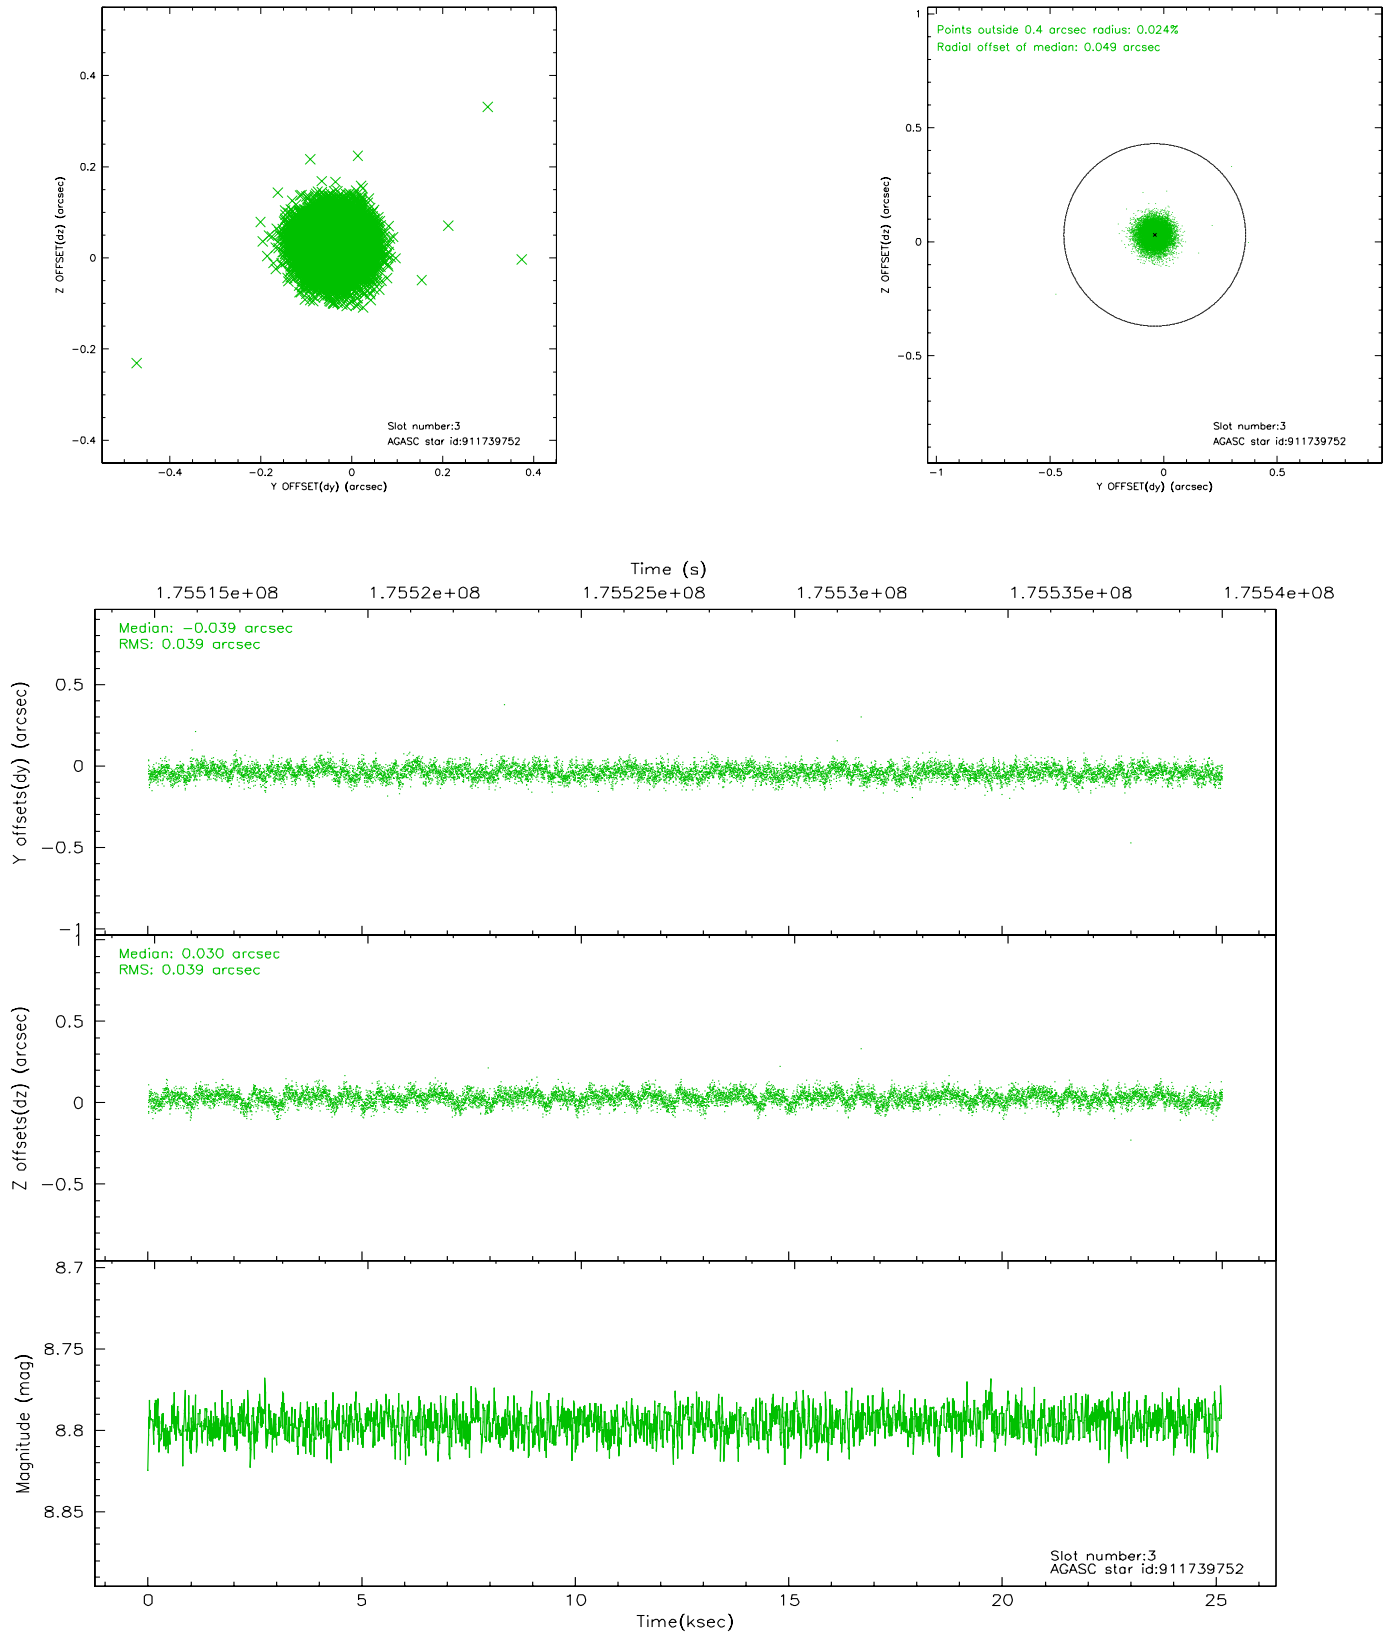 0.4
0.2
0
−0.2
−0.4
Z OFFSET(dz) (arcsec)
−0.4
−0.2
0
0.2
0.4
Y OFFSET(dy) (arcsec)
Slot number:3
AGASC star id:911739752
Points outside 0.4 arcsec radius: 0.024%
Radial offset of median: 0.049 arcsec
1
0.5
0
−0.5
Z OFFSET(dz) (arcsec)
−1
−0.5
0
0.5
Y OFFSET(dy) (arcsec)
Slot number:3
AGASC star id:911739752
Time (s)
1.75515e+08
1.7552e+08
1.75525e+08
1.7553e+08
1.75535e+08
1.7554e+08
Median: −0.039 arcsec
RMS: 0.039 arcsec
0.5
0
−0.5
−1
Y offsets(dy) (arcsec)
Median: 0.030 arcsec
RMS: 0.039 arcsec
1
0.5
0
−0.5
Z offsets(dz) (arcsec)
8.7
8.75
8.8
8.85
Magnitude (mag)
Slot number:3
AGASC star id:911739752
0
5
10
15
20
25
Time(ksec)